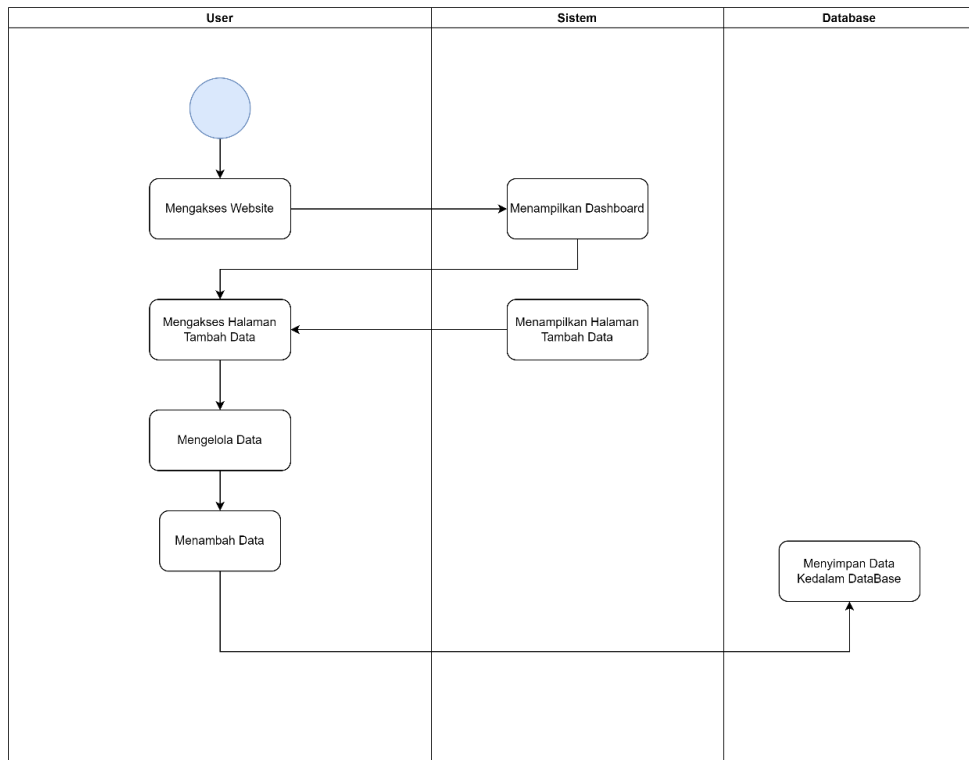 User
Sistem
Database
Mengakses Website
Menampilkan Dashboard
Mengakses Halaman
Tambah Data
Menampilkan Halaman
Tambah Data
Mengelola Data
Menambah Data
Menyimpan Data
Kedalam DataBase